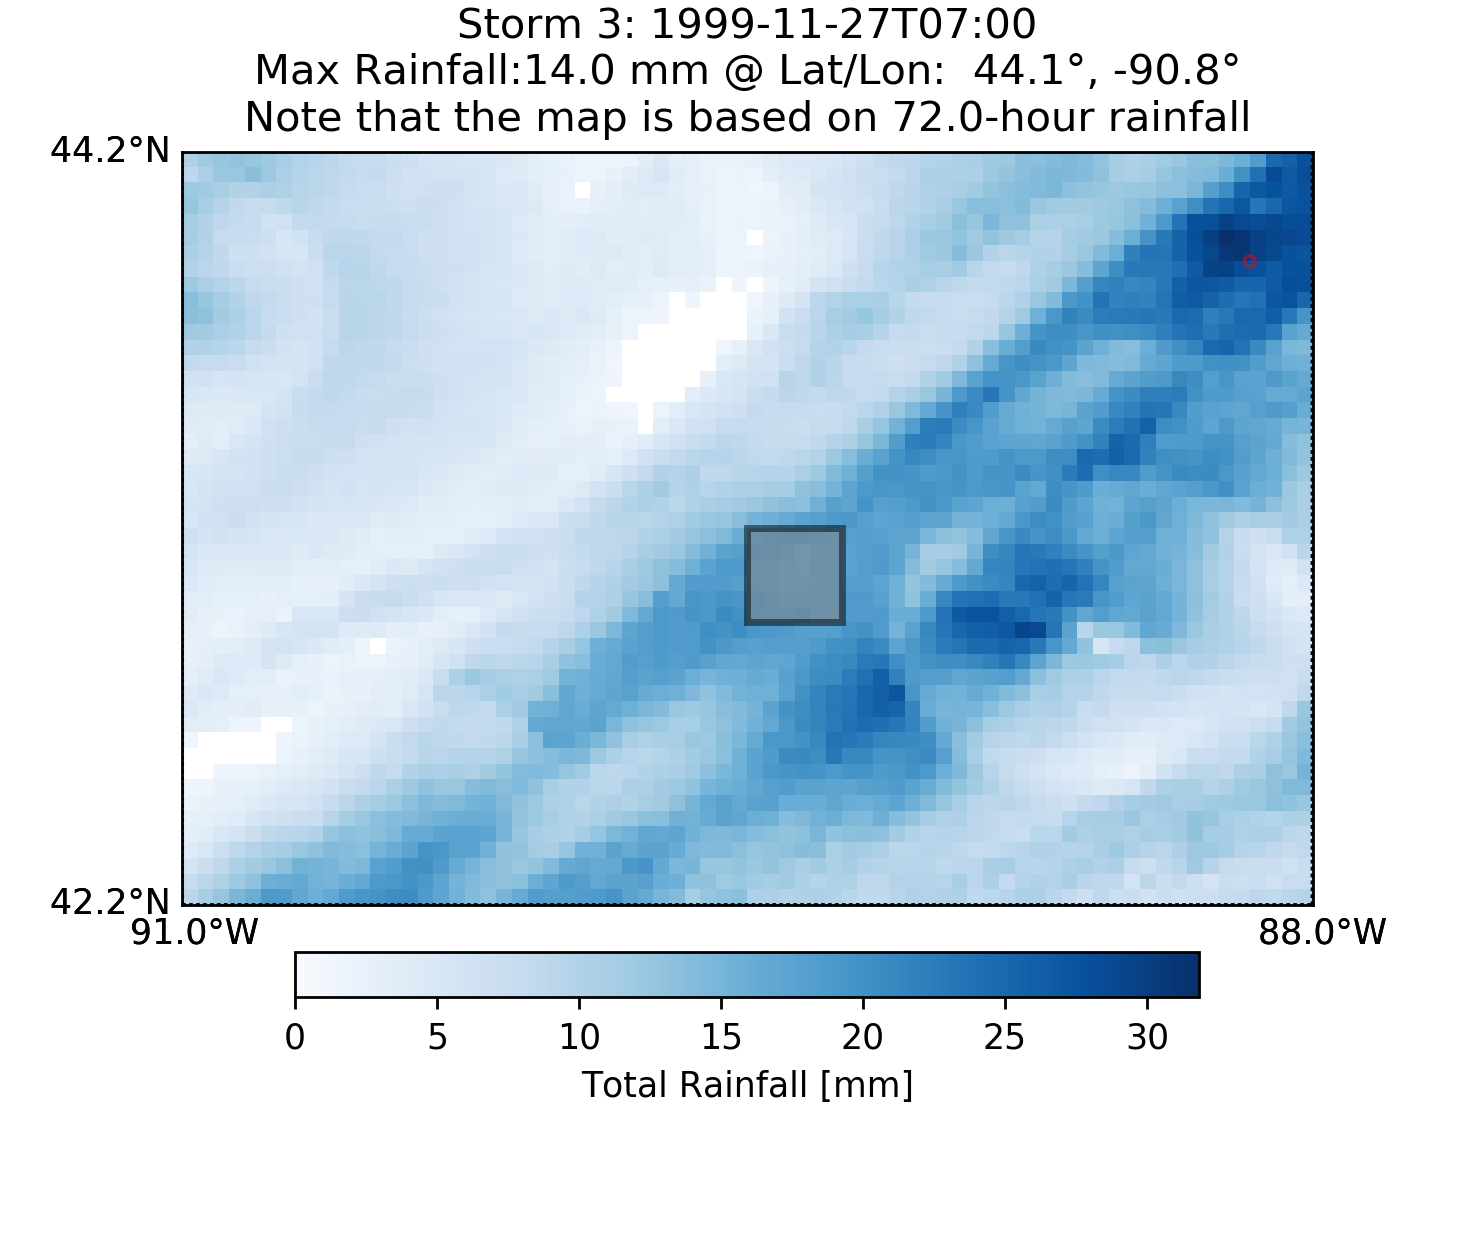 Storm 3: 1999-11-27T07:00
Max Rainfall:14.0 mm @ Lat/Lon:  44.1°, -90.8°
Note that the map is based on 72.0-hour rainfall
44.2°N
42.2°N
91.0°W 88.0°W
0 5 10 15 20 25 30
Total Rainfall [mm]